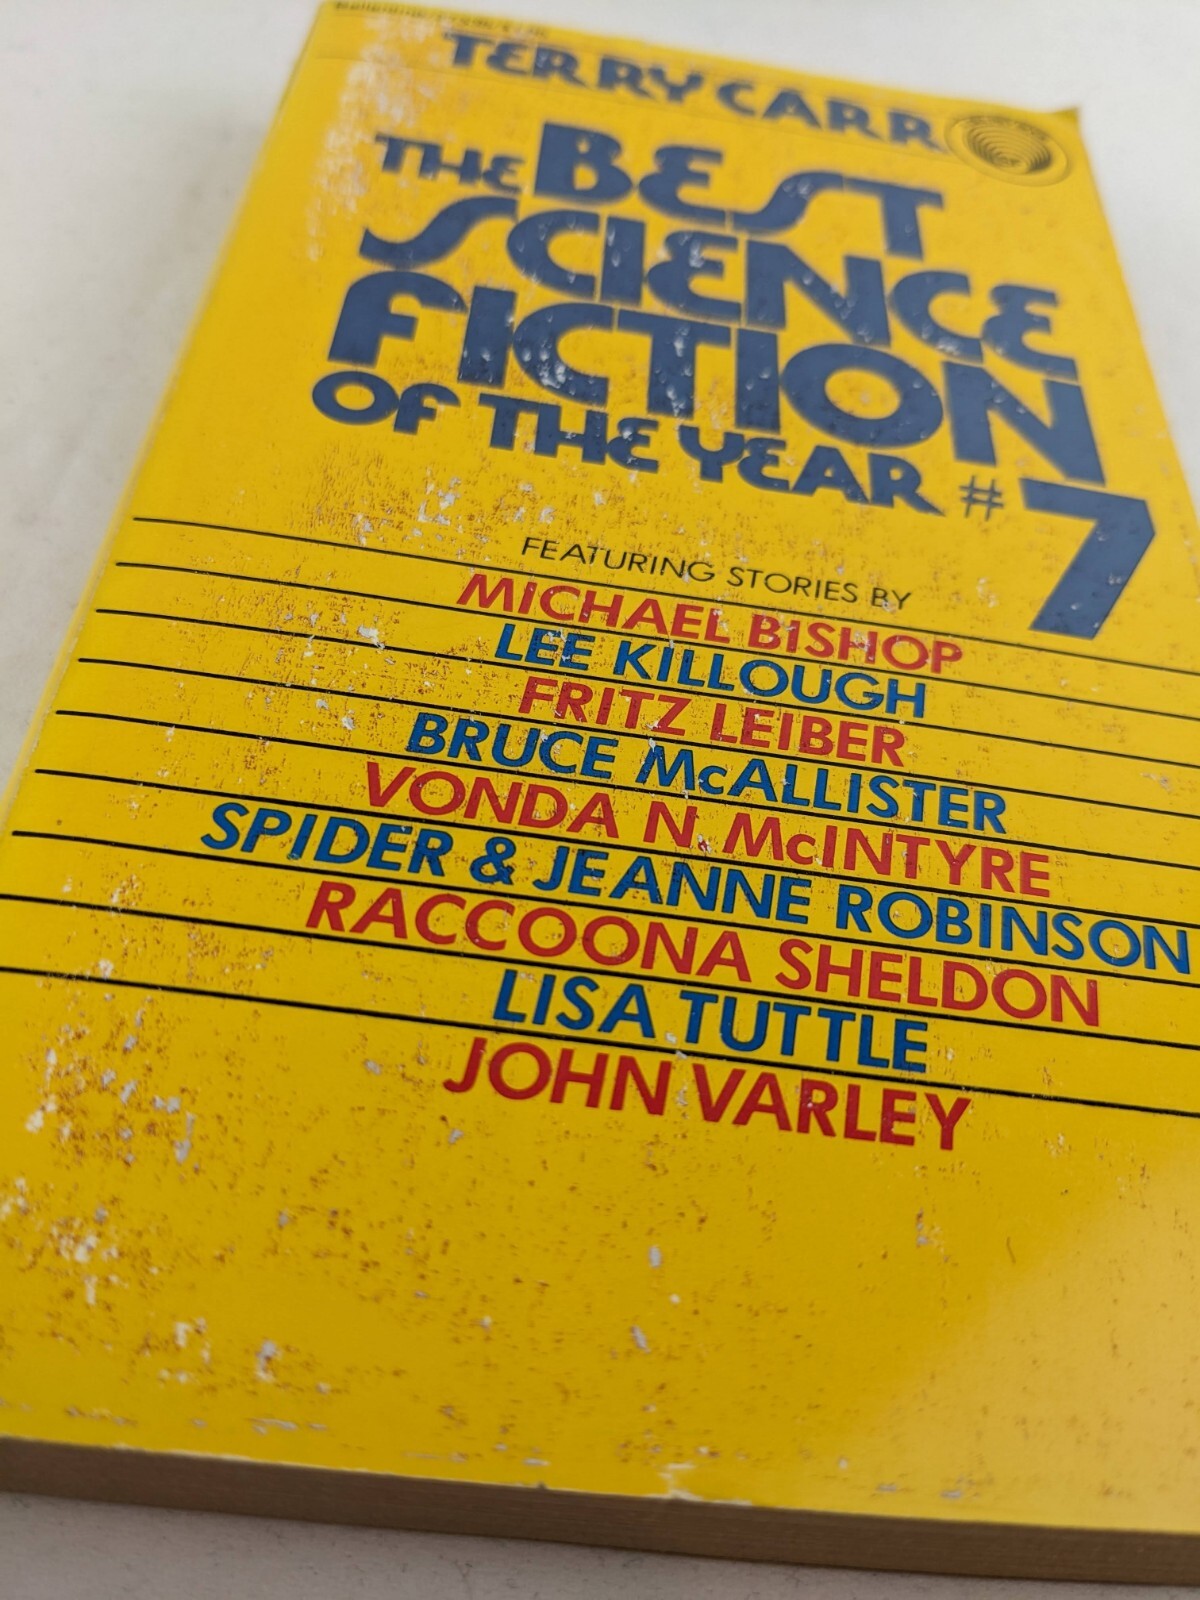 TERRY CARR
THE BEST
SCIENCE
FICTION
OF THE YEAR #7
FEATURING STORIES BY
MICHAEL BISHOP
LEE KILLOUGH
FRITZ LEIBER
BRUCE McALLISTER
VONDA N. McINTYRE
SPIDER & JEANNE ROBINSON
RACCOONA SHELDON
LISA TUTTLE
JOHN VARLEY